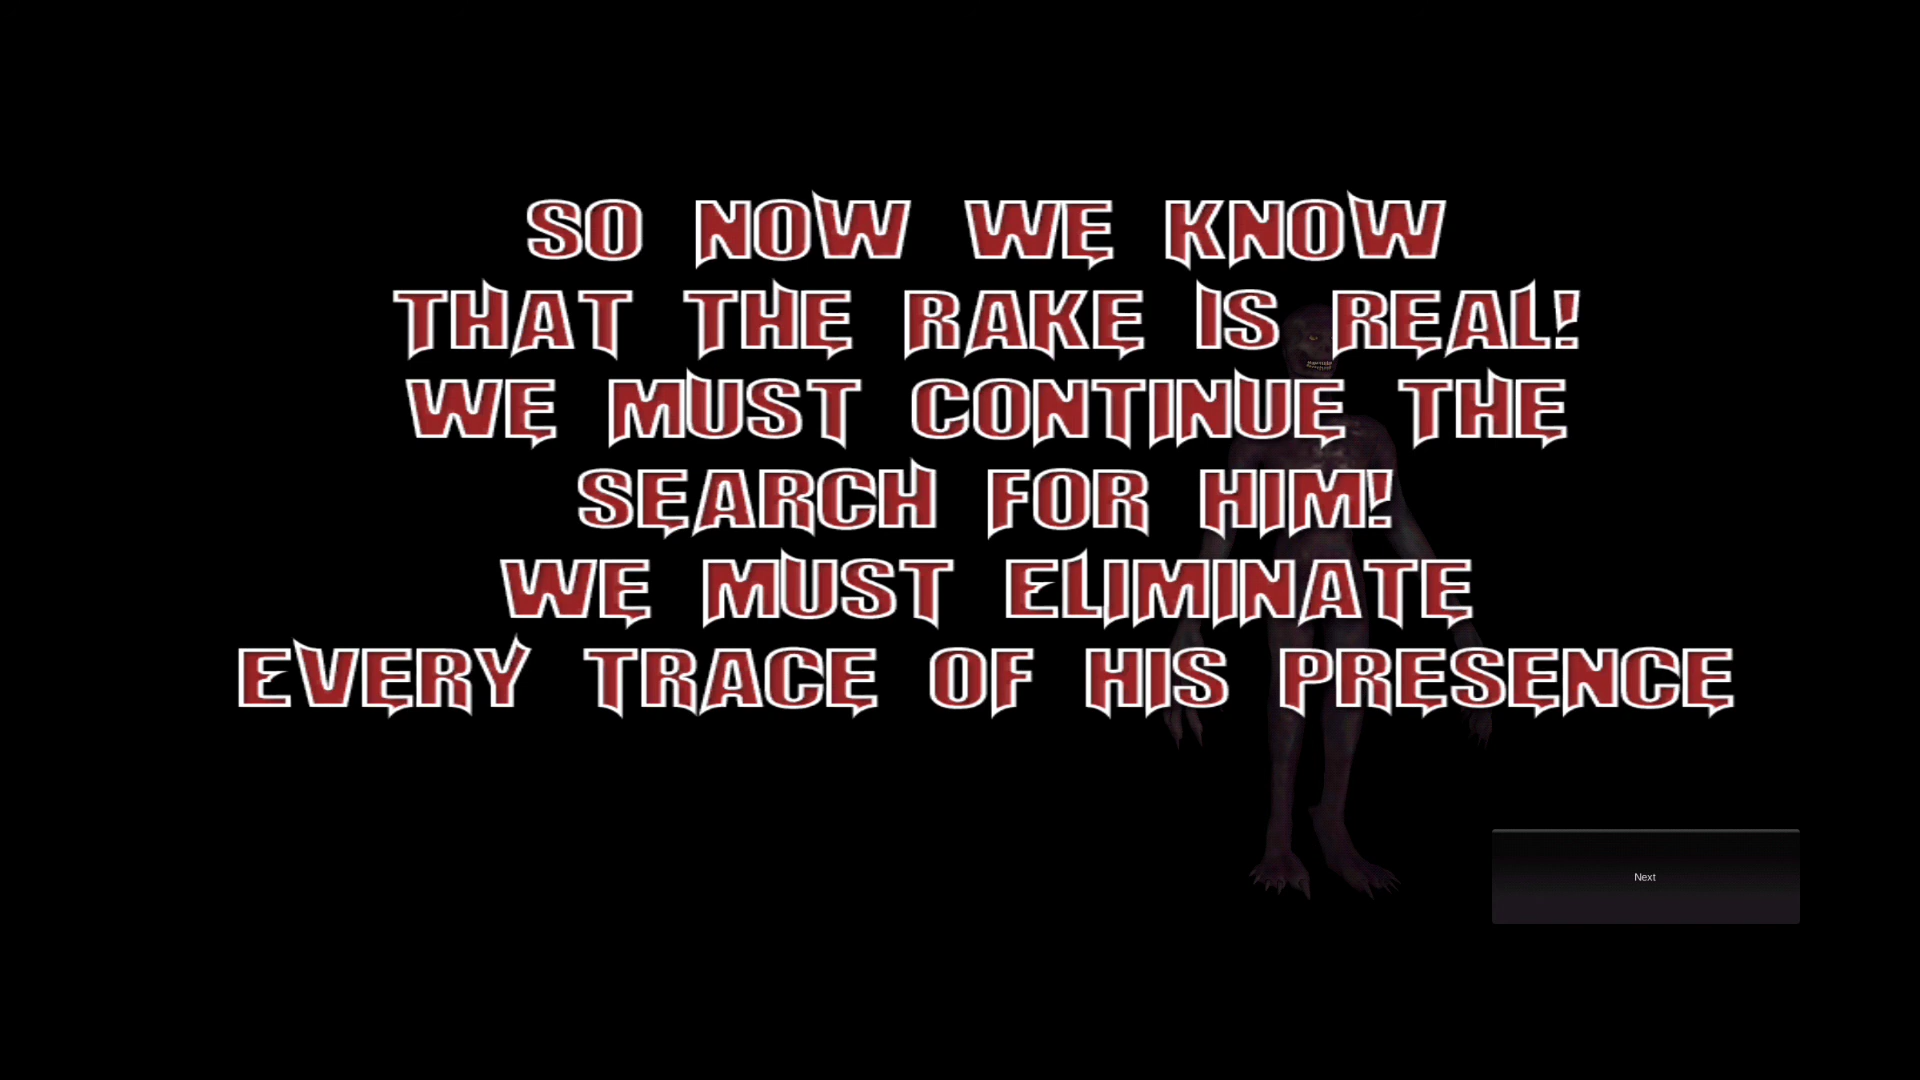 SO NOW WE KNOW
THAT THE RAKE IS REAL!
WE MUST CONTINUE THE
SEARCH FOR HIM!
WE MUST ELIMINATE
EVERY TRACE OF HIS PRESENCE
Next